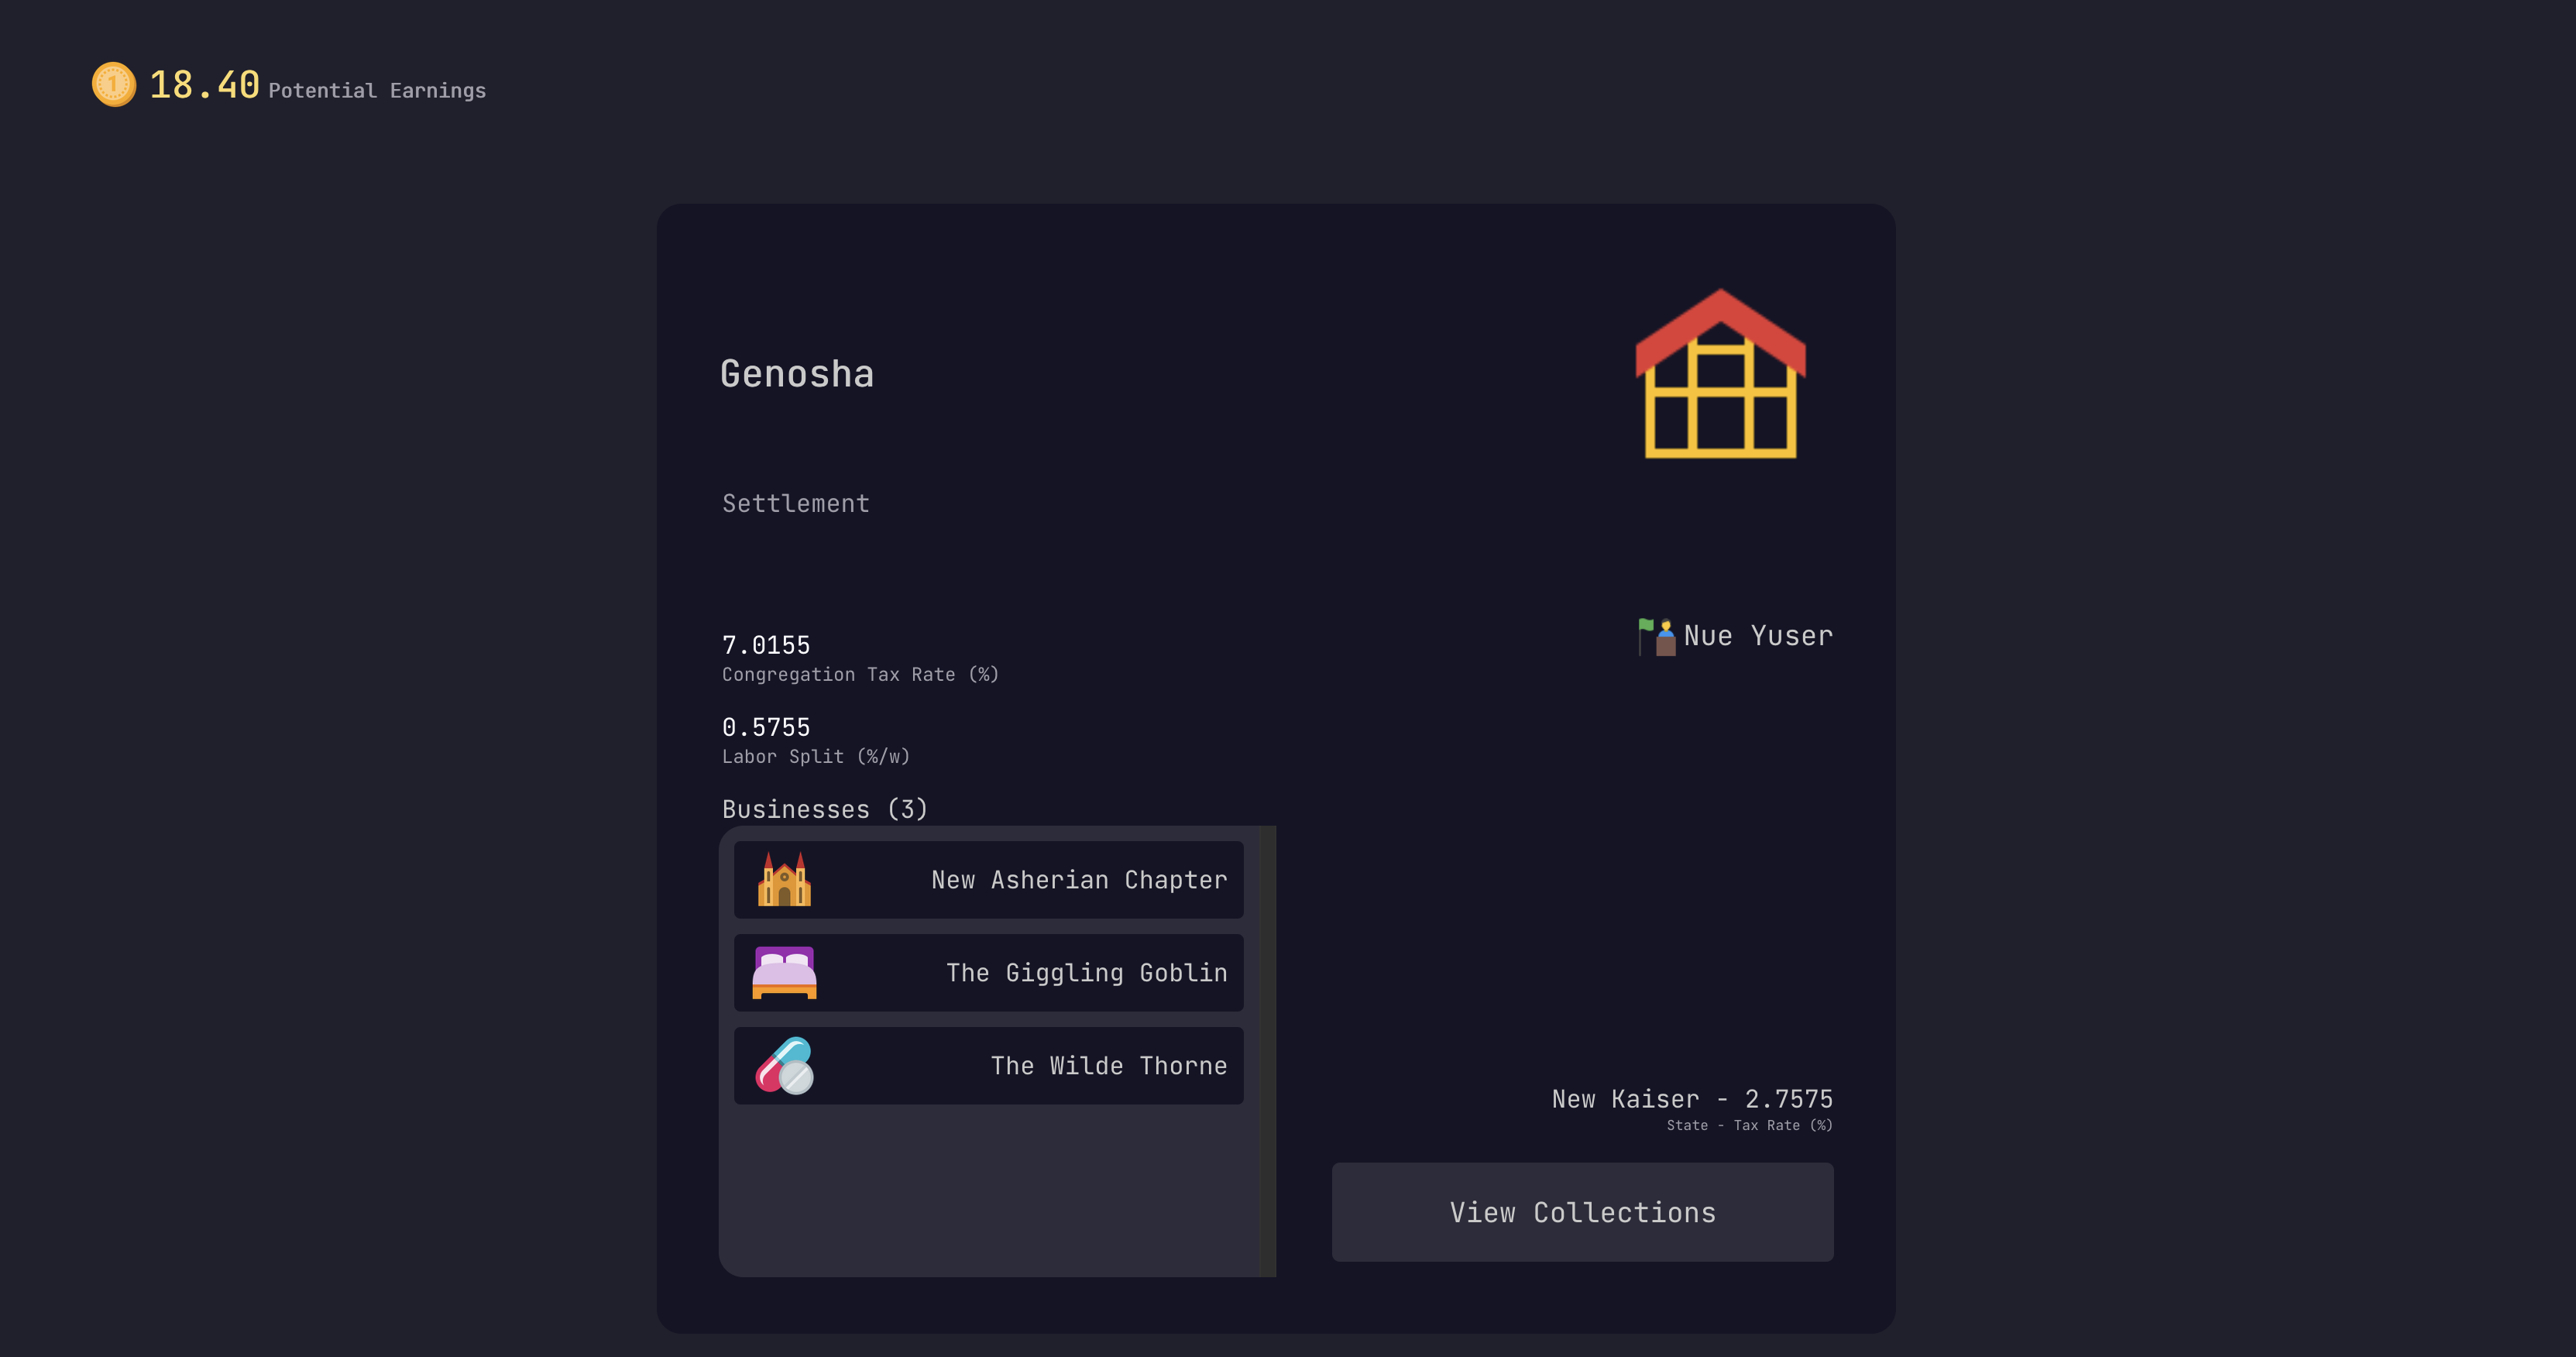 18.40 Potential Earnings
Genosha
Settlement
7.0155
Congregation Tax Rate (%)
Nue Yuser
0.5755
Labor Split (%/w)
Businesses (3)
New Asherian Chapter
The Giggling Goblin
The Wilde Thorne
New Kaiser - 2.7575
State - Tax Rate (%)
View Collections